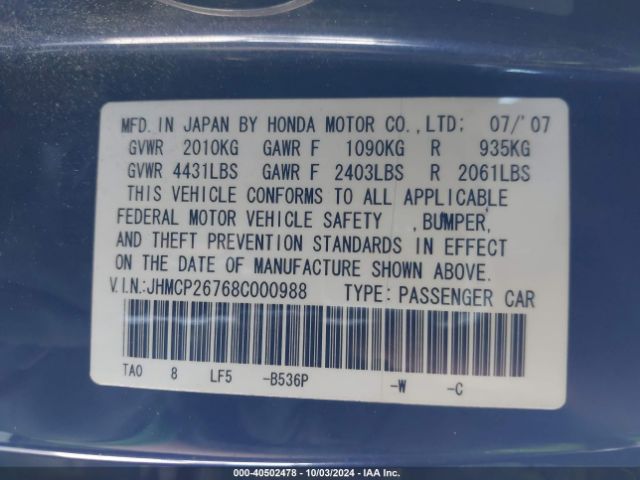 MFD. IN JAPAN BY HONDA MOTOR CO.,LTD: 07/'07
GVWR 2010KG GAWR F 1090KG R 935KG
GVWR 4431LBS GAWR F 2403LBS R 2061LBS
THIS VEHICLE CONFORMS TO ALL APPLICABLE
FEDERAL MOTOR VEHICLE SAFETY ,BUMPER,
AND THEFT PREVENTION STANDARDS IN EFFECT
ON THE DATE OF MANUFACTURE SHOWN ABOVE.
V.I.N.:JHMCP26768C000988 TYPE: PASSENGER CAR
TA0 8 LF5 -B536P -W -C
000-40502478 - 10/03/2024 - IAA Inc.